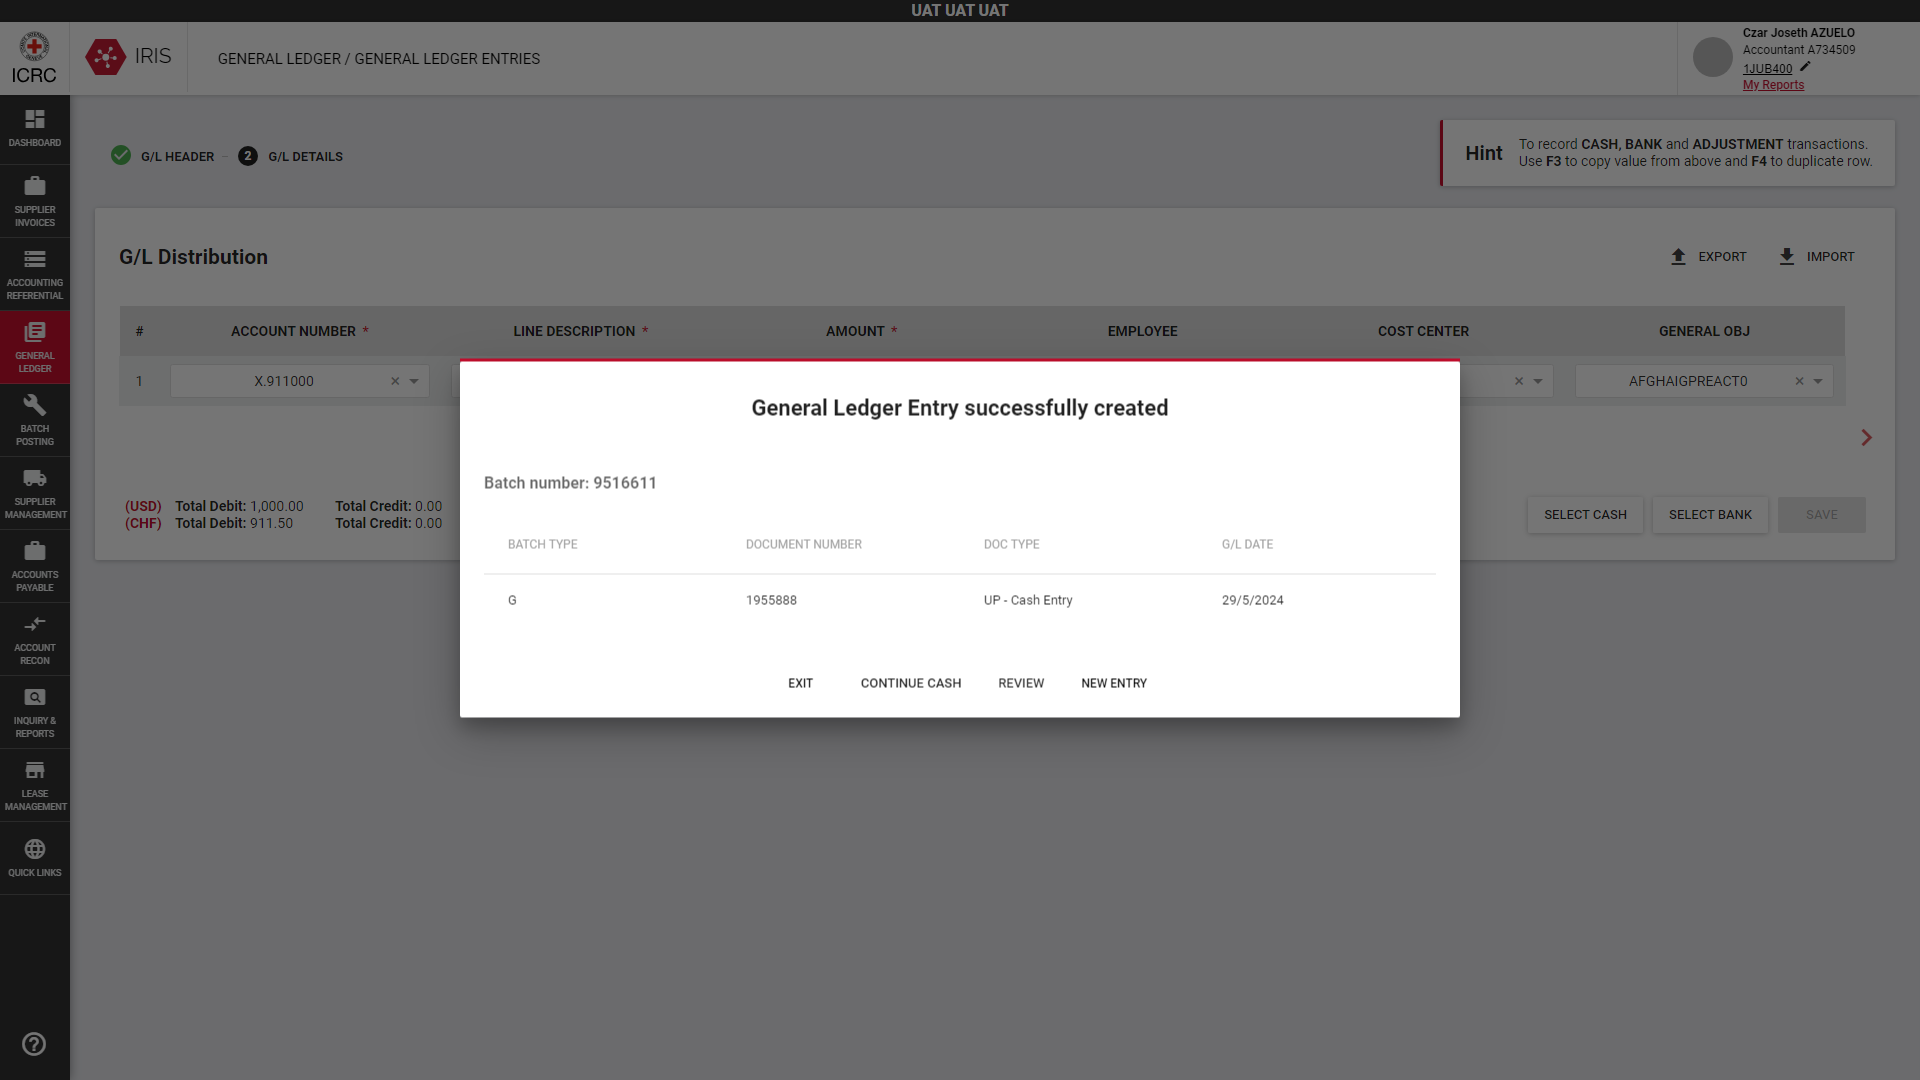 UAT UAT UAT
ICRC
IRIS
GENERAL LEDGER / GENERAL LEDGER ENTRIES
Czar Joseth AZUELO
Accountant A734509
1JUB400
My Reports
DASHBOARD
SUPPLIER
INVOICES
ACCOUNTING
REFERENTIAL
GENERAL
LEDGER
BATCH
POSTING
SUPPLIER
MANAGEMENT
ACCOUNTS
PAYABLE
ACCOUNT
RECON
INQUIRY &
REPORTS
LEASE
MANAGEMENT
QUICK LINKS
G/L HEADER
2 G/L DETAILS
Hint
To record CASH, BANK and ADJUSTMENT transactions.
Use F3 to copy value from above and F4 to duplicate row.
G/L Distribution
EXPORT IMPORT
# ACCOUNT NUMBER * LINE DESCRIPTION * AMOUNT * EMPLOYEE COST CENTER GENERAL OBJ
1 X.911000 AFGHAIGPREACT0
(USD) Total Debit: 1,000.00 Total Credit: 0.00
(CHF) Total Debit: 911.50 Total Credit: 0.00
SELECT CASH SELECT BANK SAVE
General Ledger Entry successfully created
Batch number: 9516611
BATCH TYPE DOCUMENT NUMBER DOC TYPE G/L DATE
G 1955888 UP - Cash Entry 29/5/2024
EXIT CONTINUE CASH REVIEW NEW ENTRY